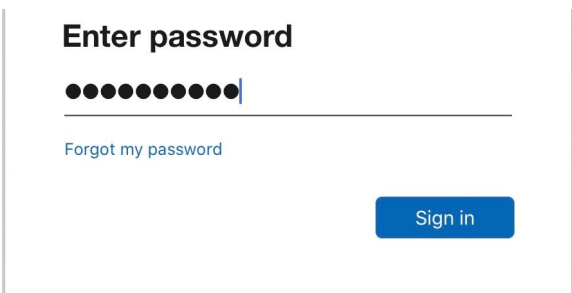 Enter password
●●●●●●●●●●
Forgot my password
Sign in